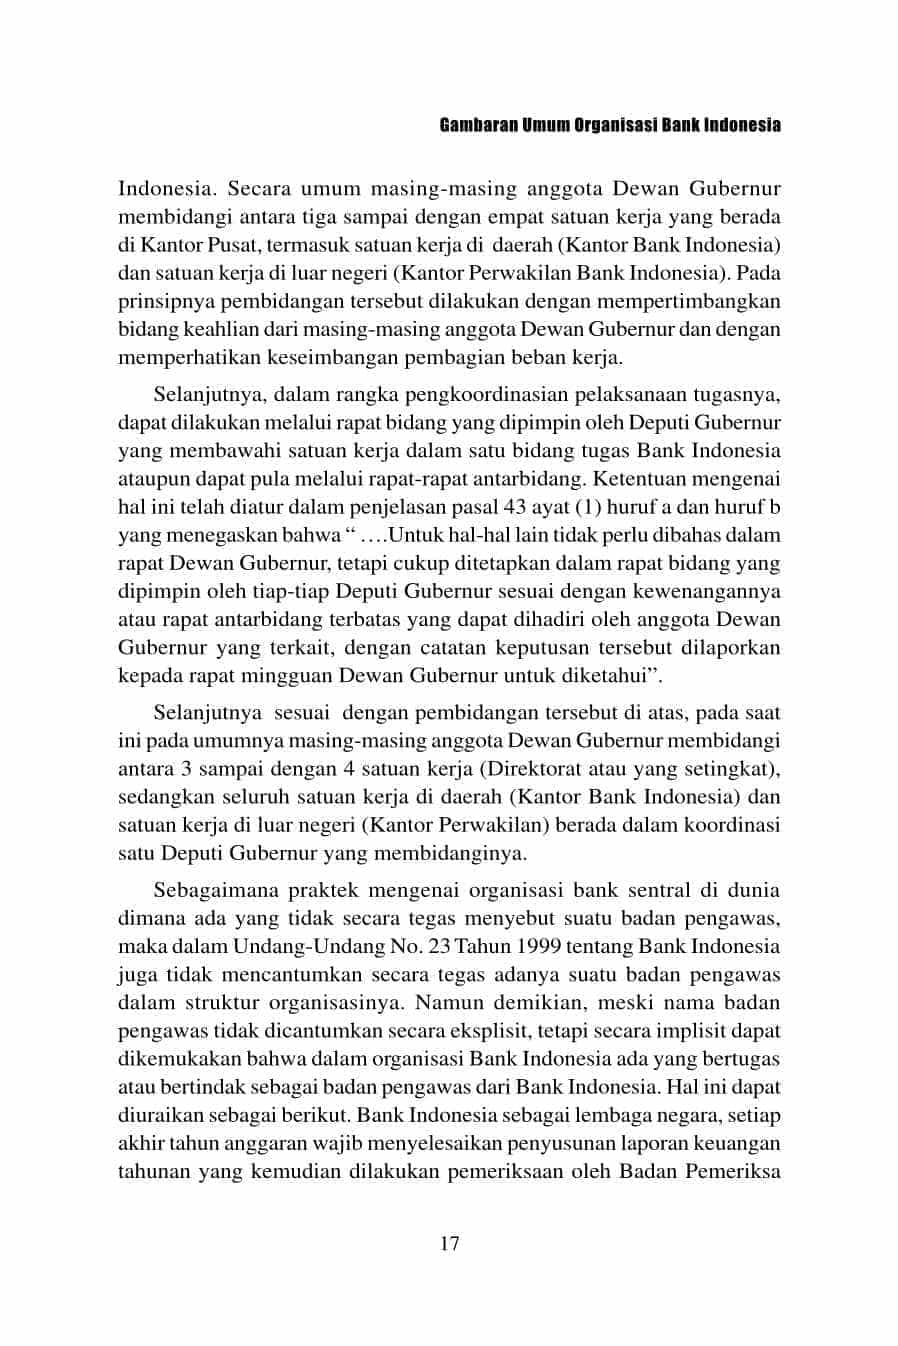 Gambaran Umum Organisasi Bank Indonesia
Indonesia. Secara umum masing-masing anggota Dewan Gubernur
membidangi antara tiga sampai dengan empat satuan kerja yang berada
di Kantor Pusat, termasuk satuan kerja di daerah (Kantor Bank Indonesia)
dan satuan kerja di luar negeri (Kantor Perwakilan Bank Indonesia). Pada
prinsipnya pembidangan tersebut dilakukan dengan mempertimbangkan
bidang keahlian dari masing-masing anggota Dewan Gubernur dan dengan
memperhatikan keseimbangan pembagian beban kerja.
Selanjutnya, dalam rangka pengkoordinasian pelaksanaan tugasnya,
dapat dilakukan melalui rapat bidang yang dipimpin oleh Deputi Gubernur
yang membawahi satuan kerja dalam satu bidang tugas Bank Indonesia
ataupun dapat pula melalui rapat-rapat antarbidang. Ketentuan mengenai
hal ini telah diatur dalam penjelasan pasal 43 ayat (1) huruf a dan huruf b
yang menegaskan bahwa “ ….Untuk hal-hal lain tidak perlu dibahas dalam
rapat Dewan Gubernur, tetapi cukup ditetapkan dalam rapat bidang yang
dipimpin oleh tiap-tiap Deputi Gubernur sesuai dengan kewenangannya
atau rapat antarbidang terbatas yang dapat dihadiri oleh anggota Dewan
Gubernur yang terkait, dengan catatan keputusan tersebut dilaporkan
kepada rapat mingguan Dewan Gubernur untuk diketahui”.
Selanjutnya sesuai dengan pembidangan tersebut di atas, pada saat
ini pada umumnya masing-masing anggota Dewan Gubernur membidangi
antara 3 sampai dengan 4 satuan kerja (Direktorat atau yang setingkat),
sedangkan seluruh satuan kerja di daerah (Kantor Bank Indonesia) dan
satuan kerja di luar negeri (Kantor Perwakilan) berada dalam koordinasi
satu Deputi Gubernur yang membidanginya.
Sebagaimana praktek mengenai organisasi bank sentral di dunia
dimana ada yang tidak secara tegas menyebut suatu badan pengawas,
maka dalam Undang-Undang No. 23 Tahun 1999 tentang Bank Indonesia
juga tidak mencantumkan secara tegas adanya suatu badan pengawas
dalam struktur organisasinya. Namun demikian, meski nama badan
pengawas tidak dicantumkan secara eksplisit, tetapi secara implisit dapat
dikemukakan bahwa dalam organisasi Bank Indonesia ada yang bertugas
atau bertindak sebagai badan pengawas dari Bank Indonesia. Hal ini dapat
diuraikan sebagai berikut. Bank Indonesia sebagai lembaga negara, setiap
akhir tahun anggaran wajib menyelesaikan penyusunan laporan keuangan
tahunan yang kemudian dilakukan pemeriksaan oleh Badan Pemeriksa
17